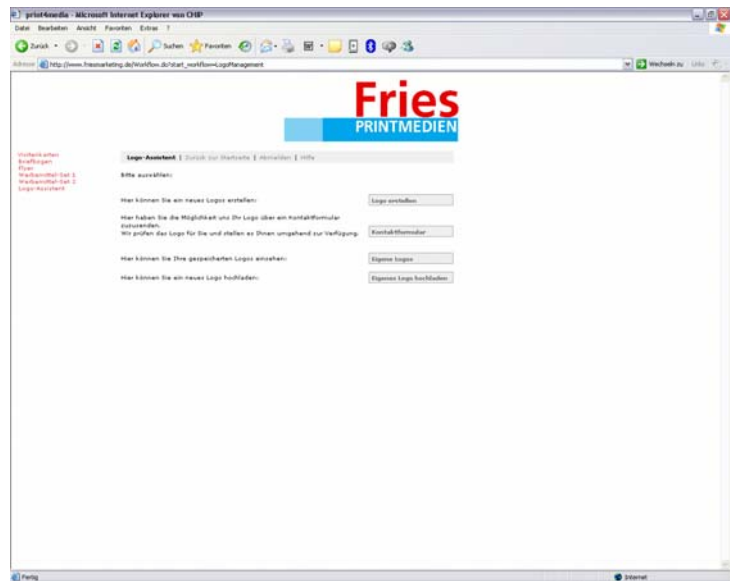 print4media - Microsoft Internet Explorer von CHIP
Datei Bearbeiten Ansicht Favoriten Extras ?
Zurück Suchen Favoriten
Adresse http://www.friesmarketing.de/Workflow.do?start_workflow=LogoManagement Wechseln zu Links
Fries
PRINTMEDIEN
Visitenkarten
Briefbogen
Flyer
Werbemittel-Set 1
Werbemittel-Set 2
Logo-Assistent
Logo-Assistent | Zurück zur Startseite | Abmelden | Hilfe
Bitte auswählen:
Hier können Sie ein neues Logos erstellen:
Logo erstellen
Hier haben Sie die Möglichkeit uns Ihr Logo über ein Kontaktformular
zuzusenden.
Wir prüfen das Logo für Sie und stellen es Ihnen umgehend zur Verfügung.
Kontaktformular
Hier können Sie Ihre gespeicherten Logos einsehen:
Eigene Logos
Hier können Sie ein neues Logo hochladen:
Eigenes Logo hochladen
Fertig Internet